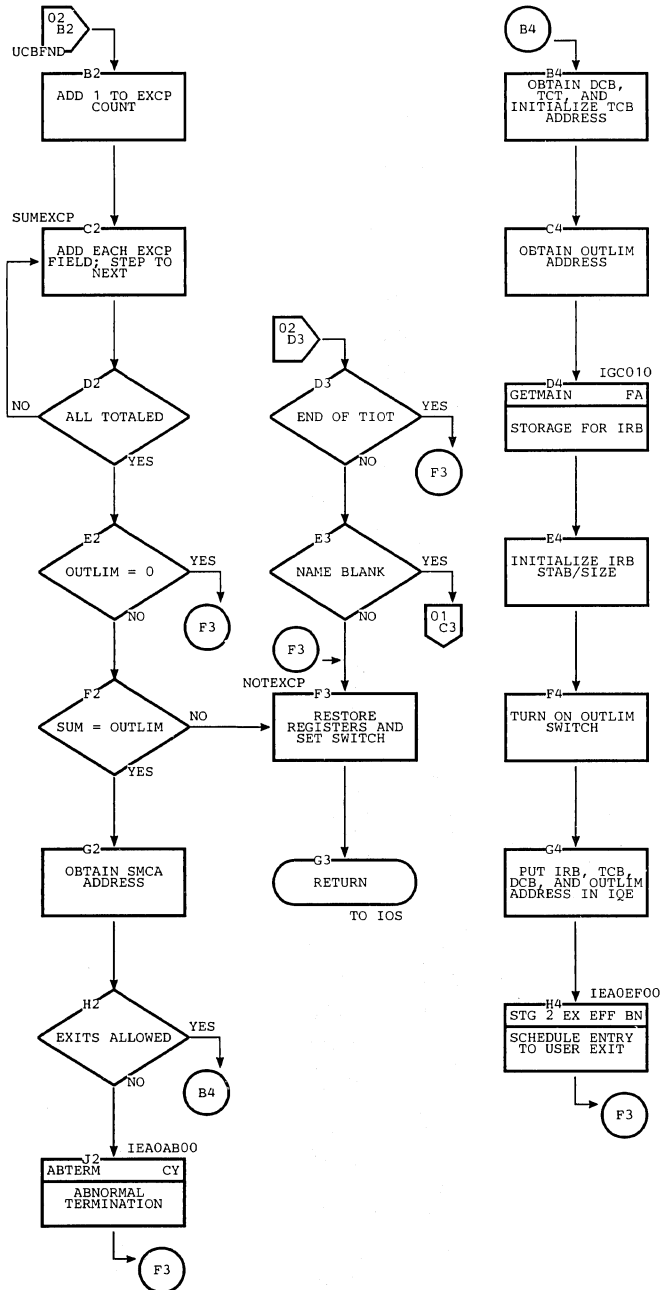 02
B2
UCBFND
B2
ADD 1 TO EXCP
COUNT
SUMEXCP
C2
ADD EACH EXCP
FIELD; STEP TO
NEXT
D2
NO
ALL TOTALED
YES
E2
OUTLIM = 0
YES
F3
NO
F2
SUM = OUTLIM
NO
YES
G2
OBTAIN SMCA
ADDRESS
H2
EXITS ALLOWED
YES
B4
NO
IEA0AB00
J2
ABTERM CY
ABNORMAL
TERMINATION
F3
02
D3
D3
END OF TIOT
YES
F3
NO
E3
NAME BLANK
YES
01
C3
NO
F3
NOTEXCP
F3
RESTORE
REGISTERS AND
SET SWITCH
G3
RETURN
TO IOS
B4
B4
OBTAIN DCB,
TCT, AND
INITIALIZE TCB
ADDRESS
C4
OBTAIN OUTLIM
ADDRESS
IGC010
D4
GETMAIN FA
STORAGE FOR IRB
E4
INITIALIZE IRB
STAB/SIZE
F4
TURN ON OUTLIM
SWITCH
G4
PUT IRB, TCB,
DCB, AND OUTLIM
ADDRESS IN IQE
IEA0EF00
H4
STG 2 EX EFF BN
SCHEDULE ENTRY
TO USER EXIT
F3